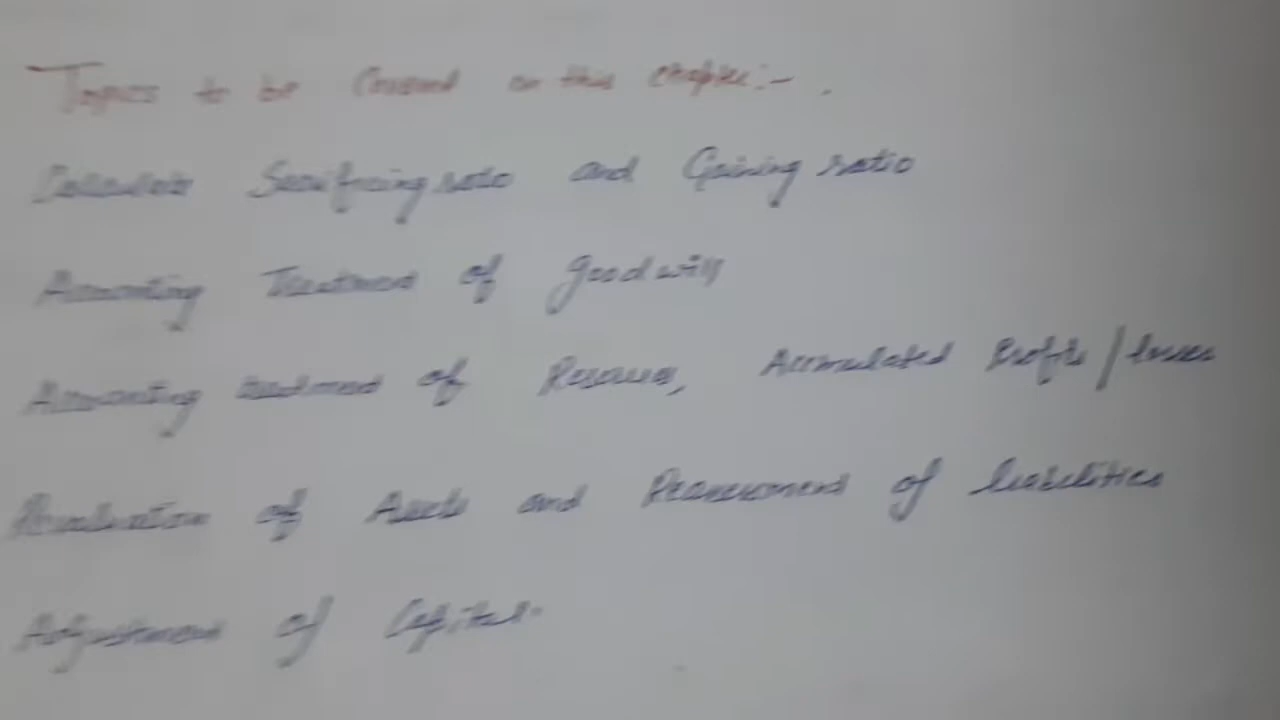 Topics to be Covered in this chapter:-
Calculate Sacrificing ratio and Gaining ratio
Accounting Treatment of Goodwill
Accounting treatment of Reserves, Accumulated Profits/losses
Revaluation of Assets and Reassessment of liabilities
Adjustment of Capital.